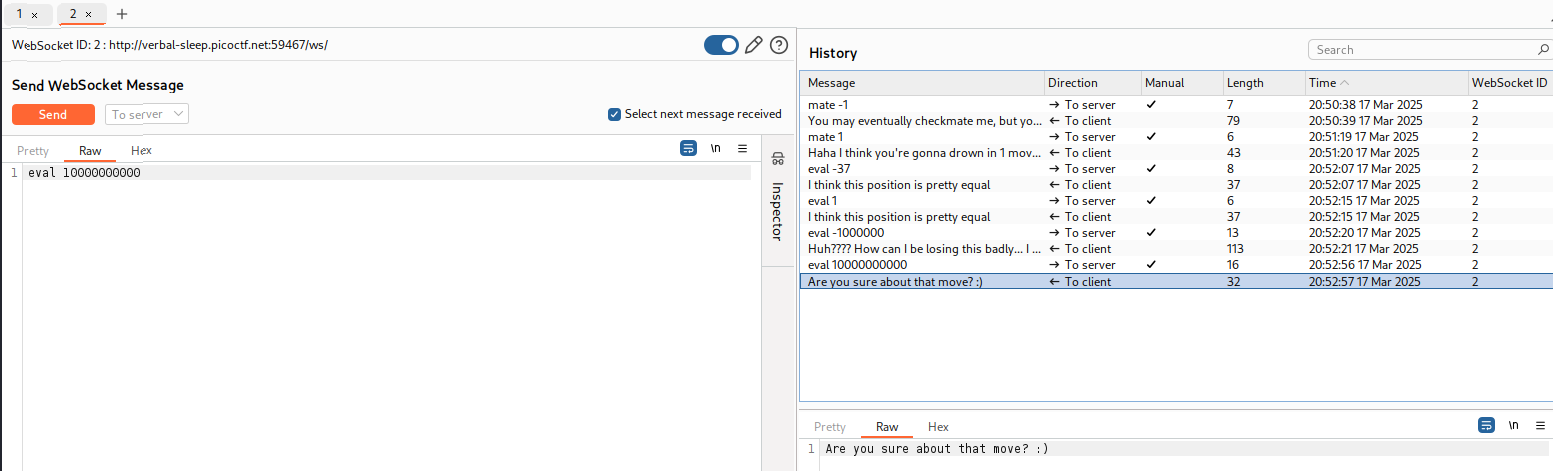 1 × 2 × +
WebSocket ID: 2 : http://verbal-sleep.picoctf.net:59467/ws/
Send WebSocket Message
Send To server Select next message received
Pretty Raw Hex \n
1 eval 10000000000
Inspector
History
Search
Message Direction Manual Length Time WebSocket ID
mate -1 → To server ✓ 7 20:50:38 17 Mar 2025 2
You may eventually checkmate me, but yo... ← To client 79 20:50:39 17 Mar 2025 2
mate 1 → To server ✓ 6 20:51:19 17 Mar 2025 2
Haha I think you're gonna drown in 1 mov... ← To client 43 20:51:20 17 Mar 2025 2
eval -37 → To server ✓ 8 20:52:07 17 Mar 2025 2
I think this position is pretty equal ← To client 37 20:52:07 17 Mar 2025 2
eval 1 → To server ✓ 6 20:52:15 17 Mar 2025 2
I think this position is pretty equal ← To client 37 20:52:15 17 Mar 2025 2
eval -1000000 → To server ✓ 13 20:52:20 17 Mar 2025 2
Huh???? How can I be losing this badly... I ... ← To client 113 20:52:21 17 Mar 2025 2
eval 10000000000 → To server ✓ 16 20:52:56 17 Mar 2025 2
Are you sure about that move? :) ← To client 32 20:52:57 17 Mar 2025 2
Pretty Raw Hex \n
1 Are you sure about that move? :)